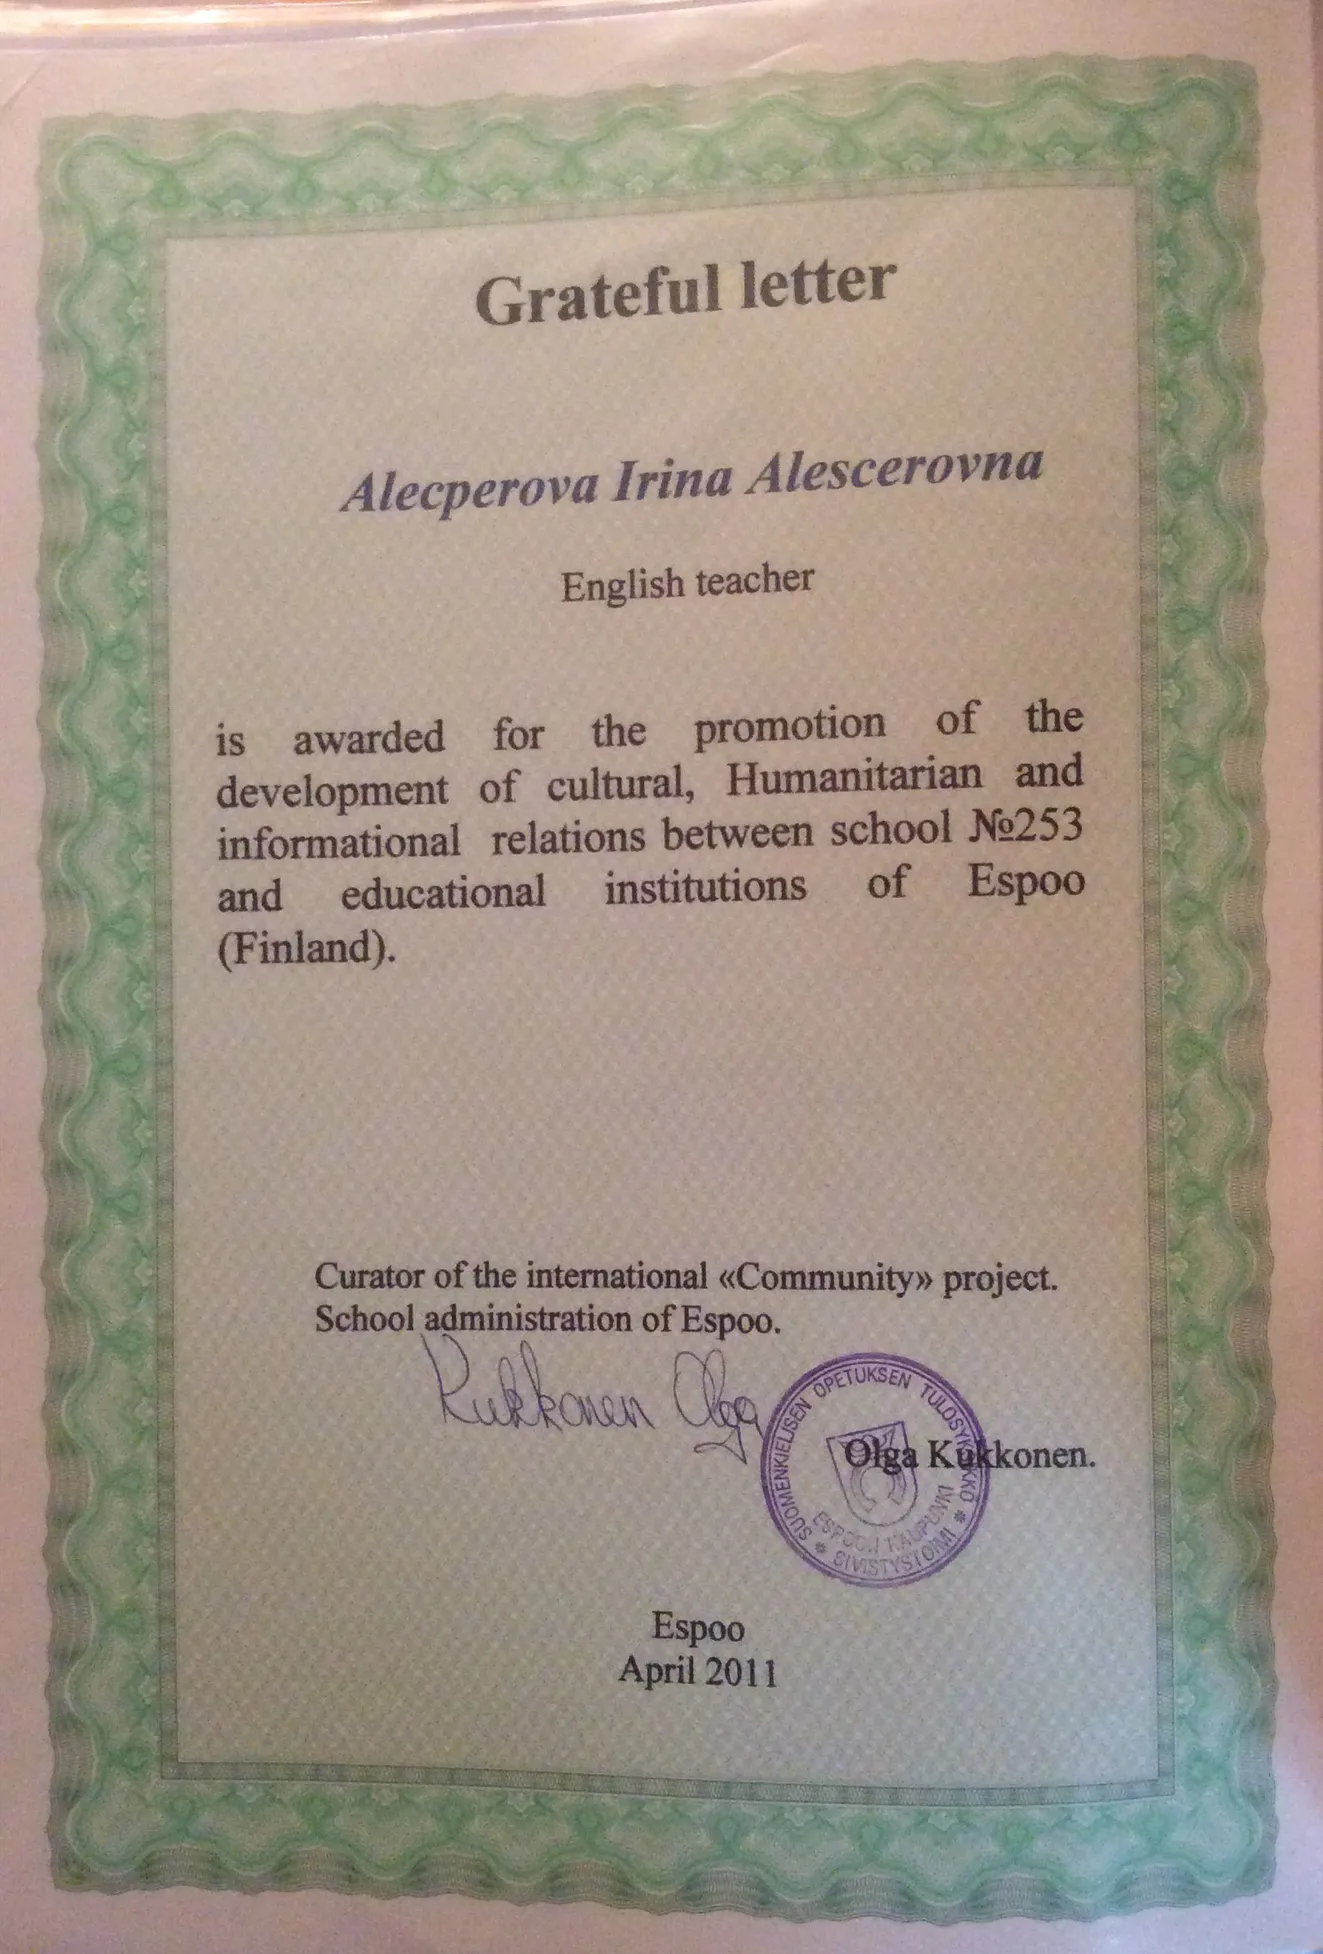 Grateful letter
Alecperova Irina Alescerovna
English teacher
is awarded for the promotion of the
development of cultural, Humanitarian and
informational relations between school №253
and educational institutions of Espoo
(Finland).
Curator of the international «Community» project.
School administration of Espoo.
Kukkonen Olga
SUOMENKIELISEN OPETUKSEN TULOSYKSIKKÖ
ESPOON KAUPUNKI
* SIVISTYSTOIMI *
Olga Kukkonen.
Espoo
April 2011